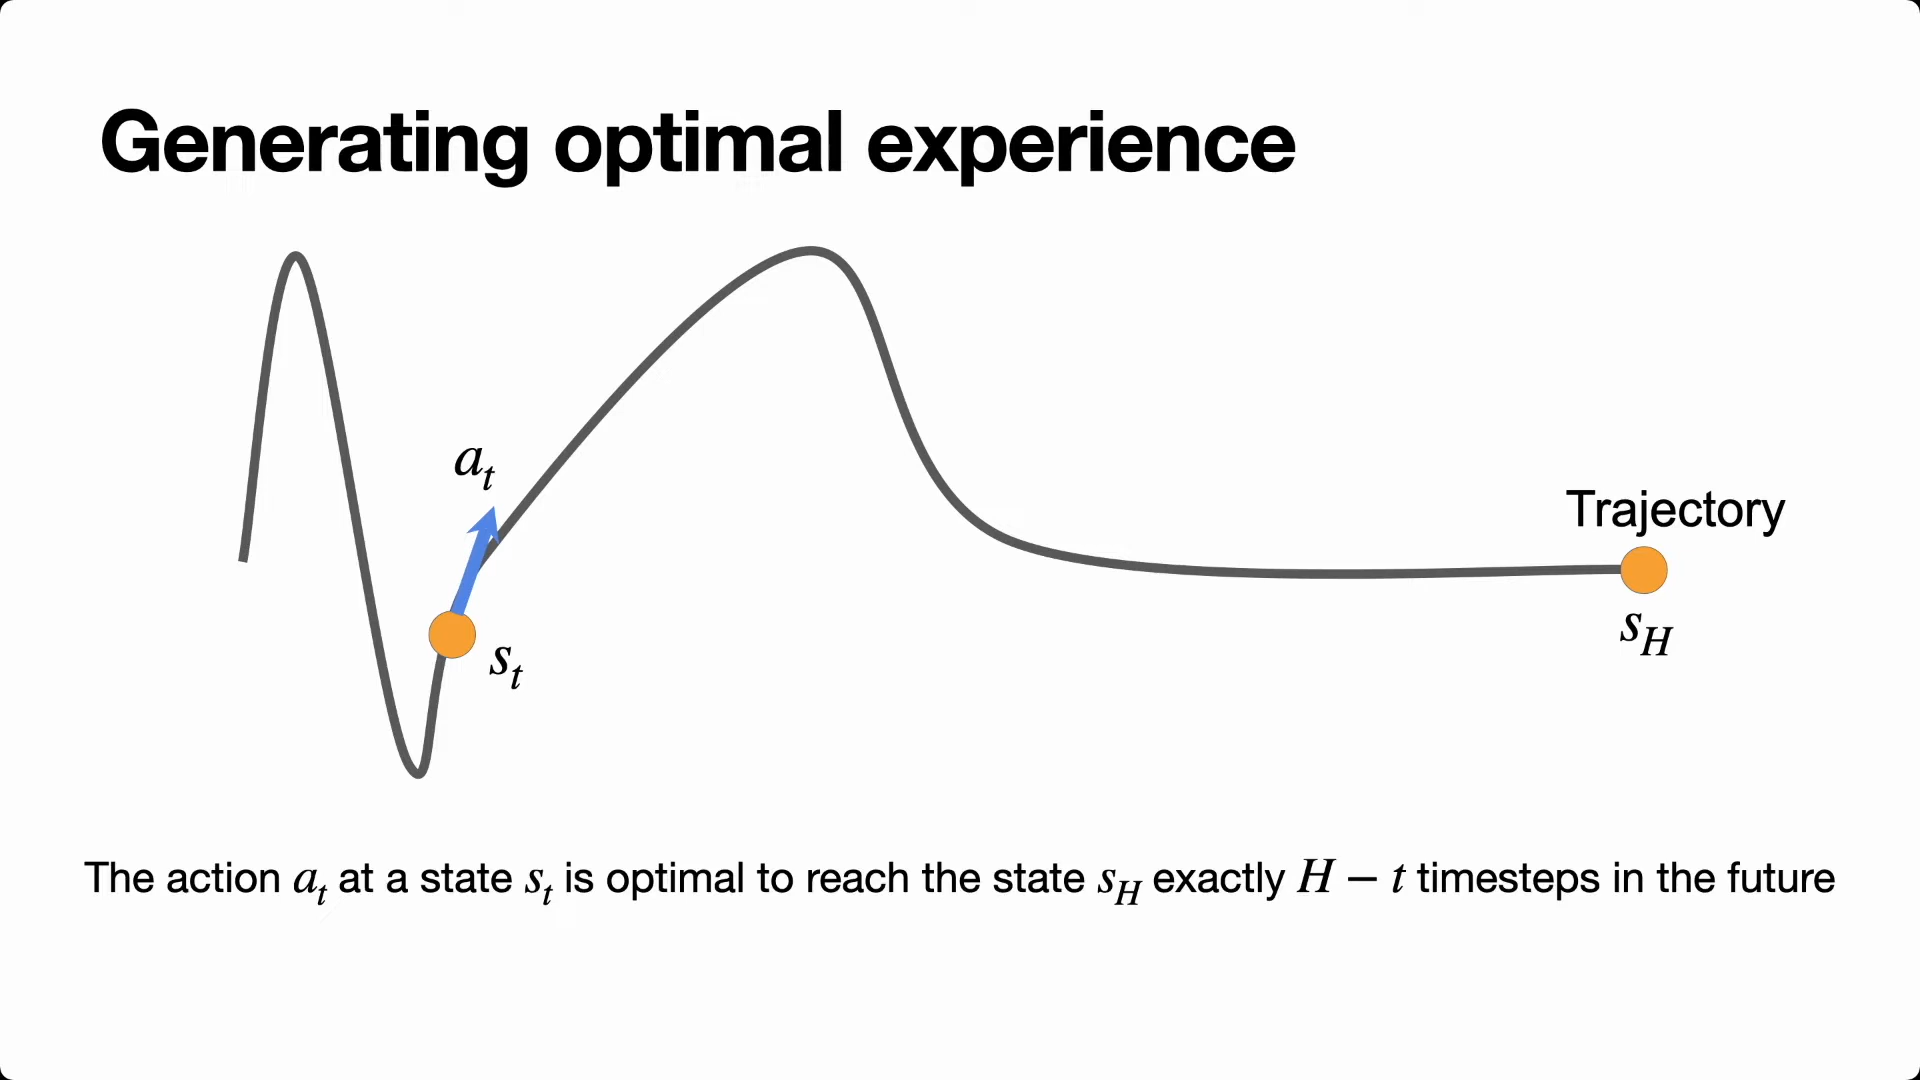 Generating optimal experience
a_t
Trajectory
s_H
s_t
The action a_t at a state s_t is optimal to reach the state s_H exactly H − t timesteps in the future